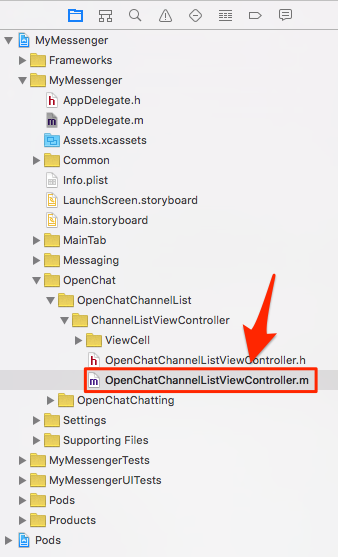 MyMessenger
Frameworks
MyMessenger
AppDelegate.h
AppDelegate.m
Assets.xcassets
Common
Info.plist
LaunchScreen.storyboard
Main.storyboard
MainTab
Messaging
OpenChat
OpenChatChannelList
ChannelListViewController
ViewCell
OpenChatChannelListViewController.h
OpenChatChannelListViewController.m
OpenChatChatting
Settings
Supporting Files
MyMessengerTests
MyMessengerUITests
Pods
Products
Pods